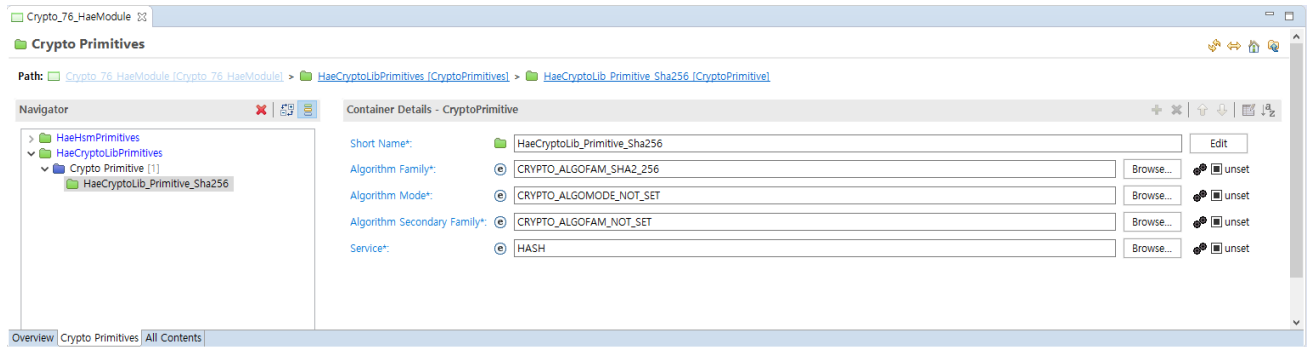 Crypto_76_HaeModule
Crypto Primitives
Path: Crypto_76_HaeModule [Crypto_76_HaeModule] > HaeCryptoLibPrimitives [CryptoPrimitives] > HaeCryptoLib_Primitive_Sha256 [CryptoPrimitive]
Navigator
HaeHsmPrimitives
HaeCryptoLibPrimitives
Crypto Primitive [1]
HaeCryptoLib_Primitive_Sha256
Container Details - CryptoPrimitive
Short Name*: HaeCryptoLib_Primitive_Sha256 Edit
Algorithm Family*: CRYPTO_ALGOFAM_SHA2_256 Browse... unset
Algorithm Mode*: CRYPTO_ALGOMODE_NOT_SET Browse... unset
Algorithm Secondary Family*: CRYPTO_ALGOFAM_NOT_SET Browse... unset
Service*: HASH Browse... unset
Overview Crypto Primitives All Contents